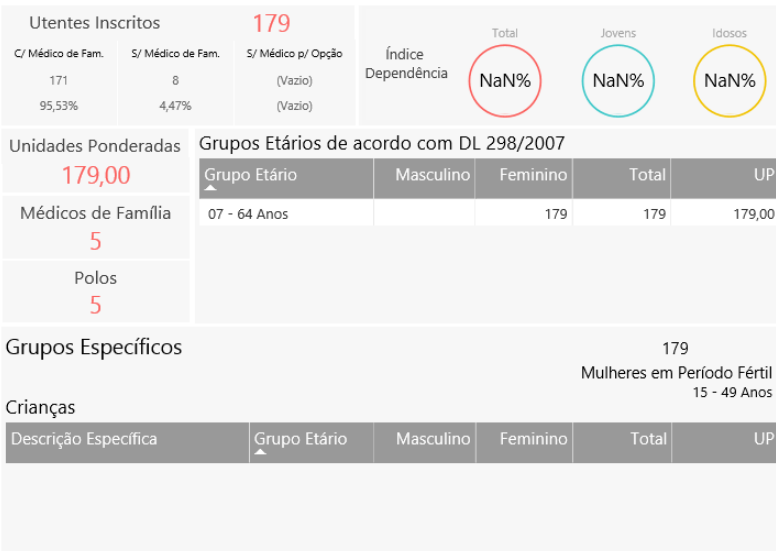 Utentes Inscritos 179
C/ Médico de Fam. S/ Médico de Fam. S/ Médico p/ Opção
171 8 (Vazio)
95,53% 4,47% (Vazio)
Índice
Dependência
Total Jovens Idosos
NaN% NaN% NaN%
Unidades Ponderadas
179,00
Médicos de Família
5
Polos
5
Grupos Etários de acordo com DL 298/2007
Grupo Etário Masculino Feminino Total UP
07 - 64 Anos 179 179 179,00
Grupos Específicos
179
Mulheres em Período Fértil
15 - 49 Anos
Crianças
Descrição Específica Grupo Etário Masculino Feminino Total UP